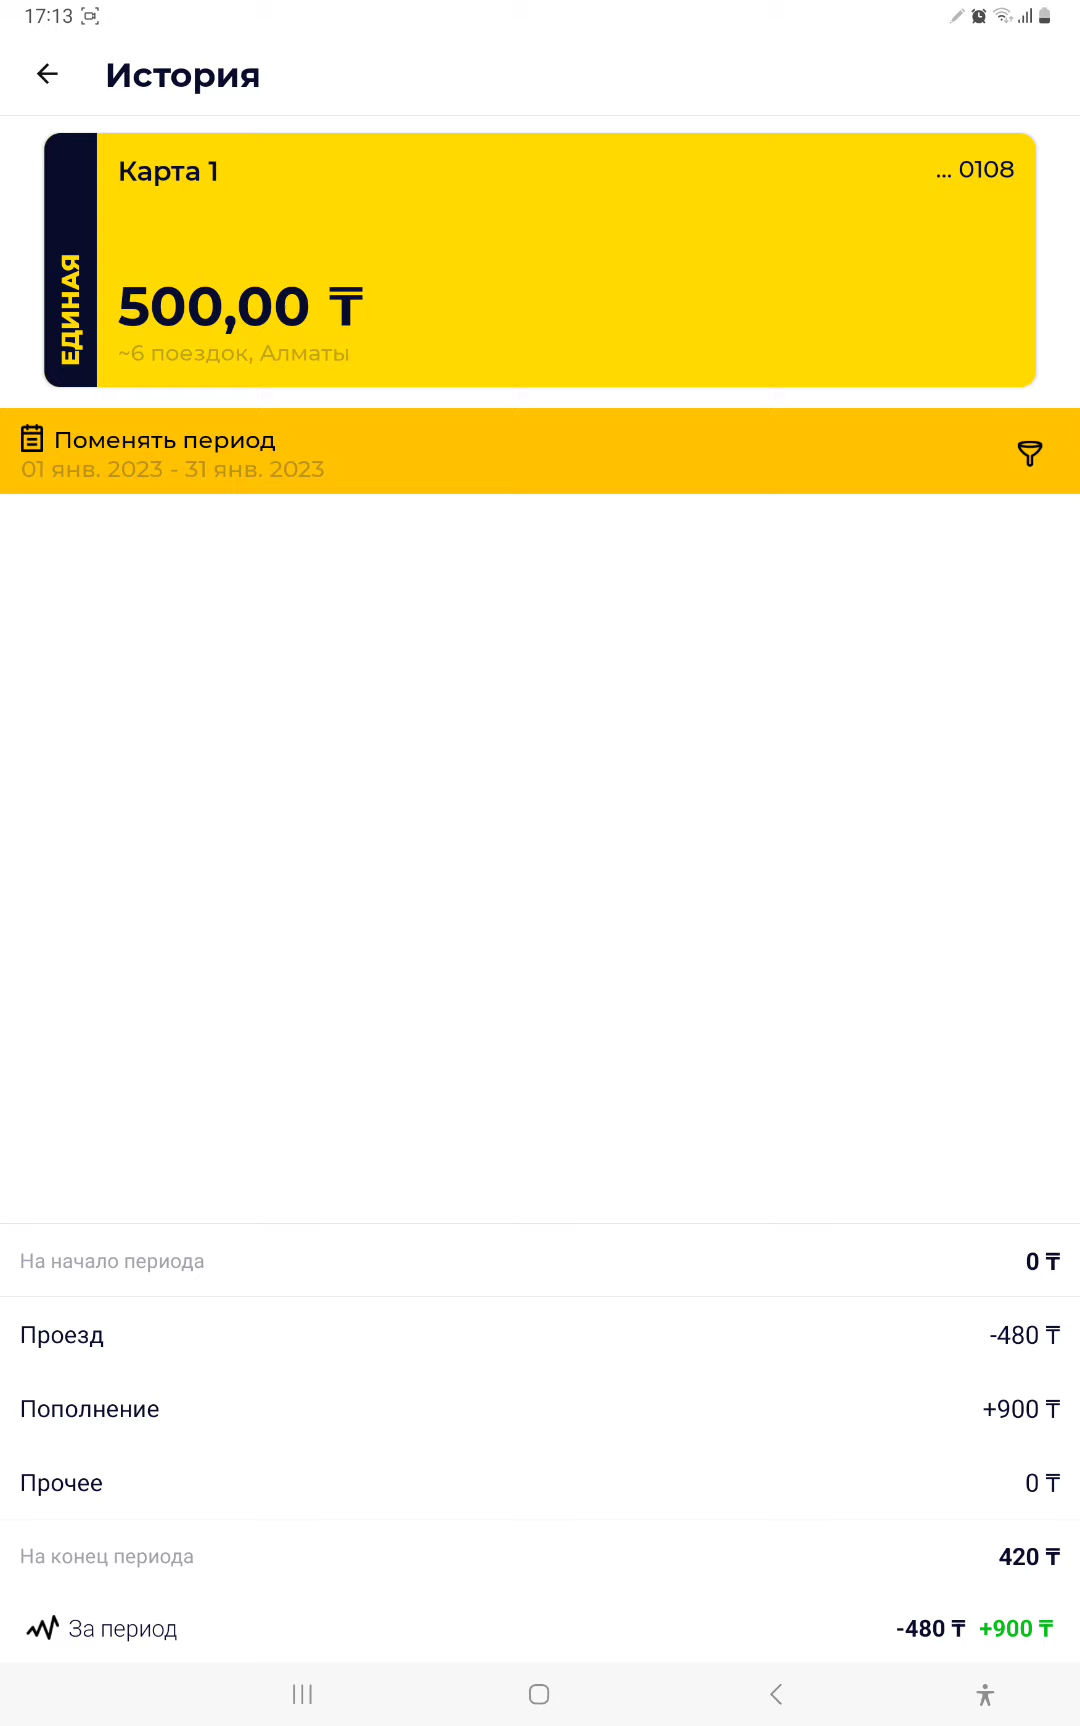 17:13
История
Карта 1
... 0108
ЕДИНАЯ
500,00 ₸
~6 поездок, Алматы
Поменять период
01 янв. 2023 - 31 янв. 2023
На начало периода 0 ₸
Проезд -480 ₸
Пополнение +900 ₸
Прочее 0 ₸
На конец периода 420 ₸
За период -480 ₸ +900 ₸